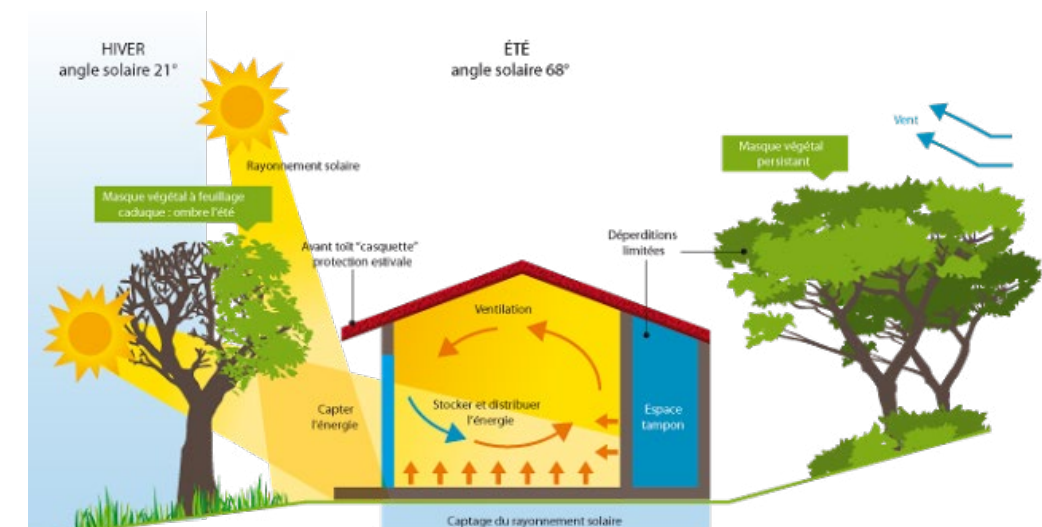 HIVER
angle solaire 21°
ÉTÉ
angle solaire 68°
Rayonnement solaire
Masque végétal à feuillage
caduque : ombre l'été
Avant toît "casquette"
protection estivale
Déperditions
limitées
Masque végétal
persistant
Vent
Ventilation
Capter
l'énergie
Stocker et distribuer
l'énergie
Espace
tampon
Captage du rayonnement solaire